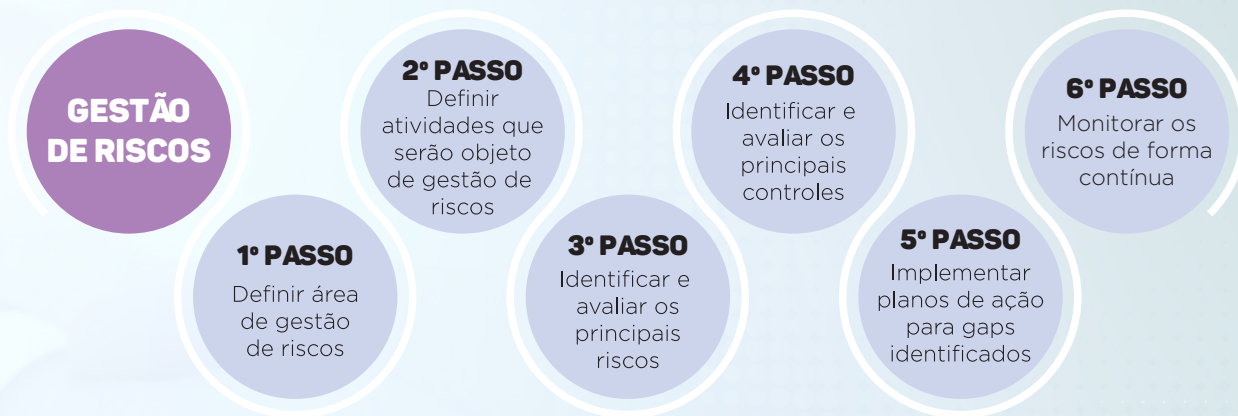 GESTÃO
DE RISCOS
1º PASSO
Definir área
de gestão
de riscos
2º PASSO
Definir
atividades que
serão objeto
de gestão de
riscos
3º PASSO
Identificar e
avaliar os
principais
riscos
4º PASSO
Identificar e
avaliar os
principais
controles
5º PASSO
Implementar
planos de ação
para gaps
identificados
6º PASSO
Monitorar os
riscos de forma
contínua